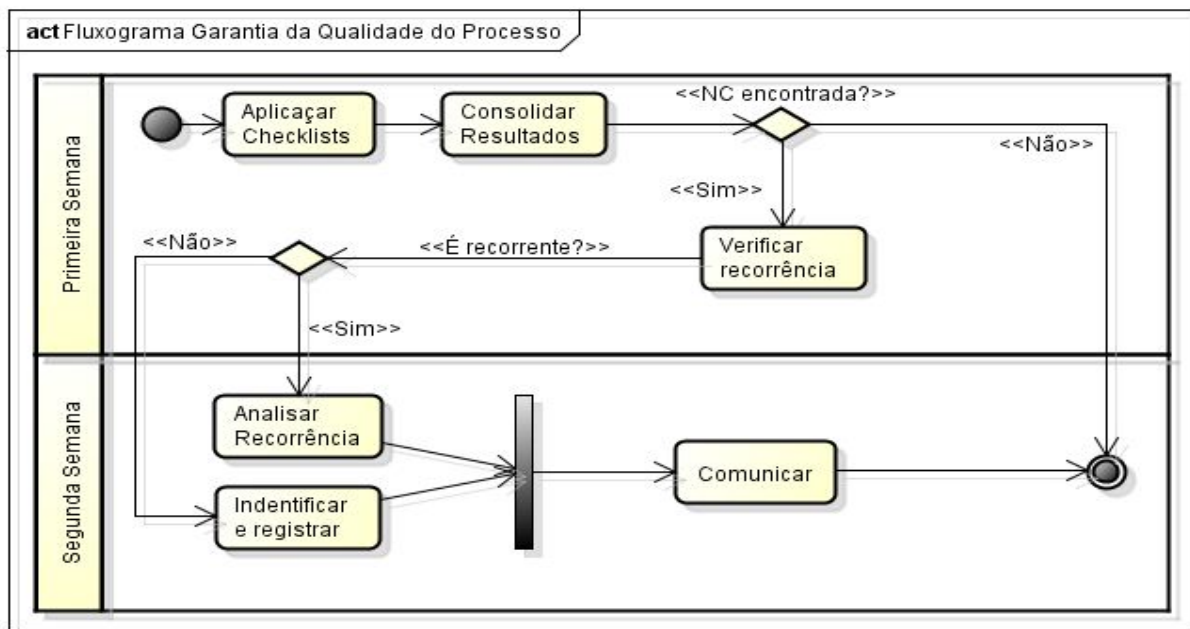 act Fluxograma Garantia da Qualidade do Processo
Primeira Semana
Aplicaçar
Checklists
Consolidar
Resultados
<<NC encontrada?>>
<<Não>>
<<Sim>>
Verificar
recorrência
<<É recorrente?>>
<<Não>>
<<Sim>>
Segunda Semana
Analisar
Recorrência
Indentificar
e registrar
Comunicar